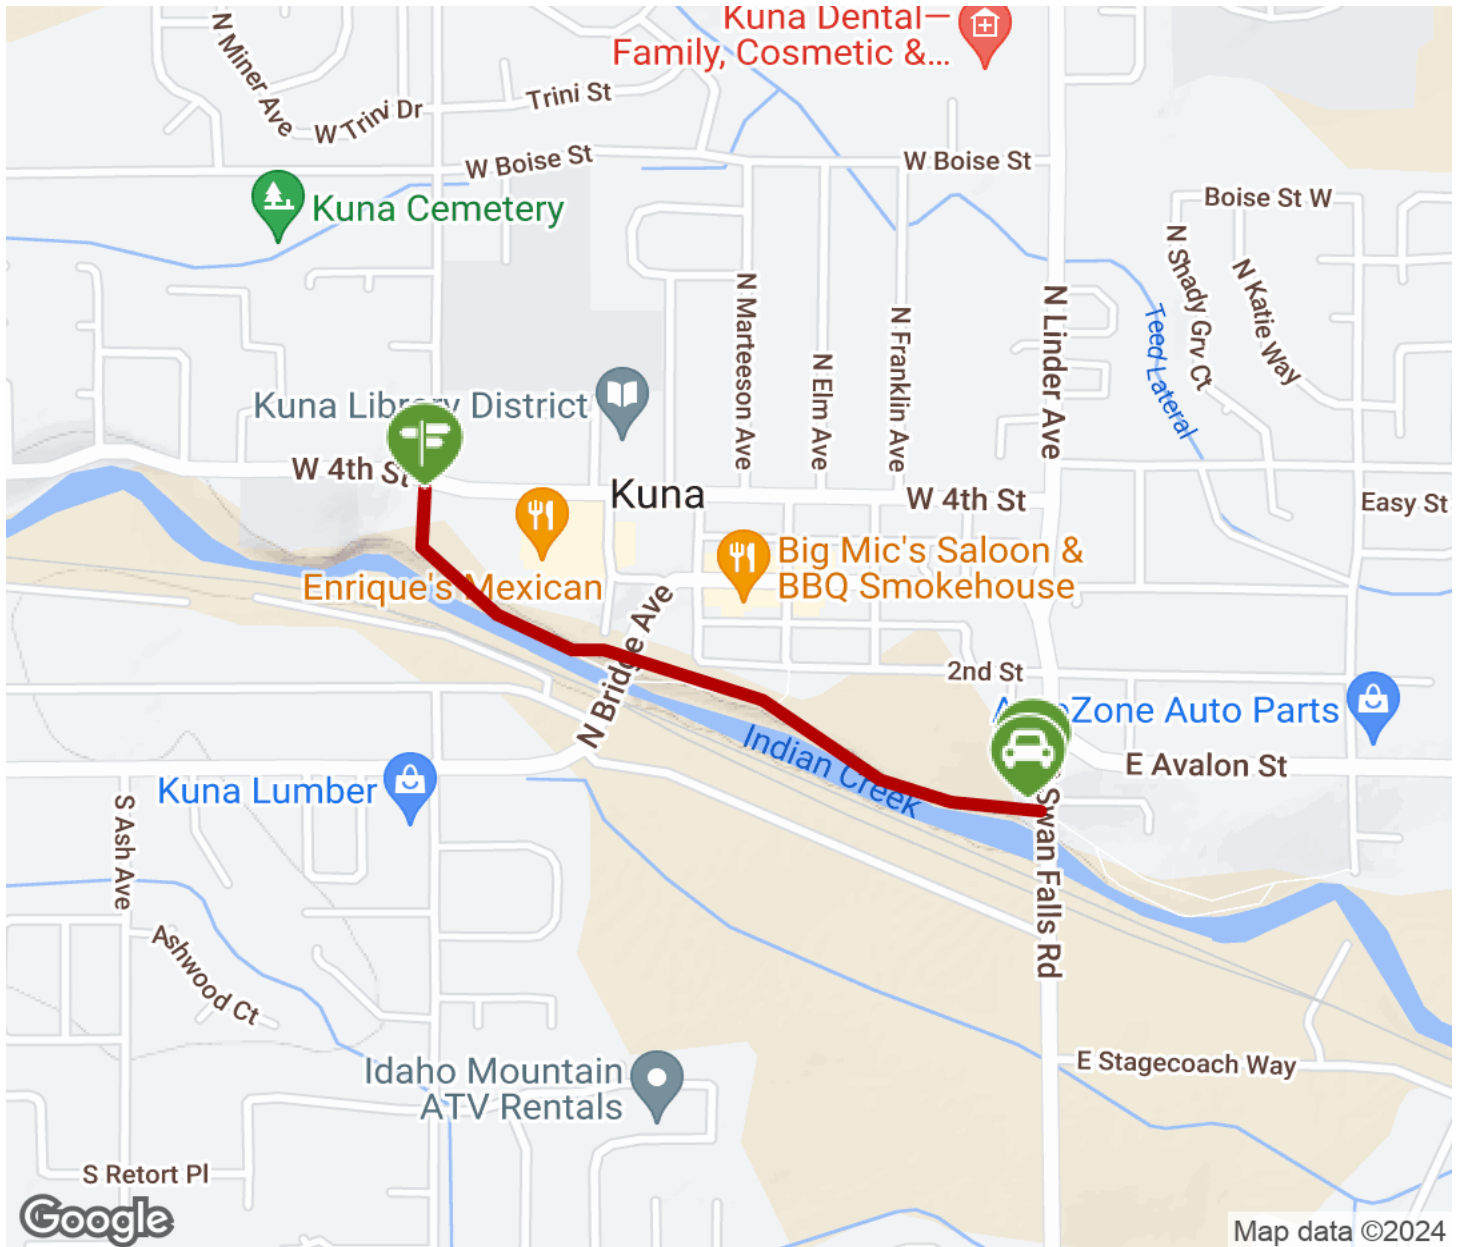 Kuna Dental—
Family, Cosmetic &...
N Miner Ave
W Trini Dr
Trini St
W Boise St
W Boise St
Boise St W
Kuna Cemetery
N Shady Grv Ct
N Katie Way
N Marteeson Ave
N Elm Ave
N Franklin Ave
N Linder Ave
Teed Lateral
Kuna Library District
W 4th St
Kuna
W 4th St
Easy St
Enrique's Mexican
Big Mic's Saloon &
BBQ Smokehouse
N Bridge Ave
2nd St
AutoZone Auto Parts
Indian Creek
E Avalon St
Kuna Lumber
S Ash Ave
Swan Falls Rd
Ashwood Ct
Idaho Mountain
ATV Rentals
E Stagecoach Way
S Retort Pl
Google
Map data ©2024